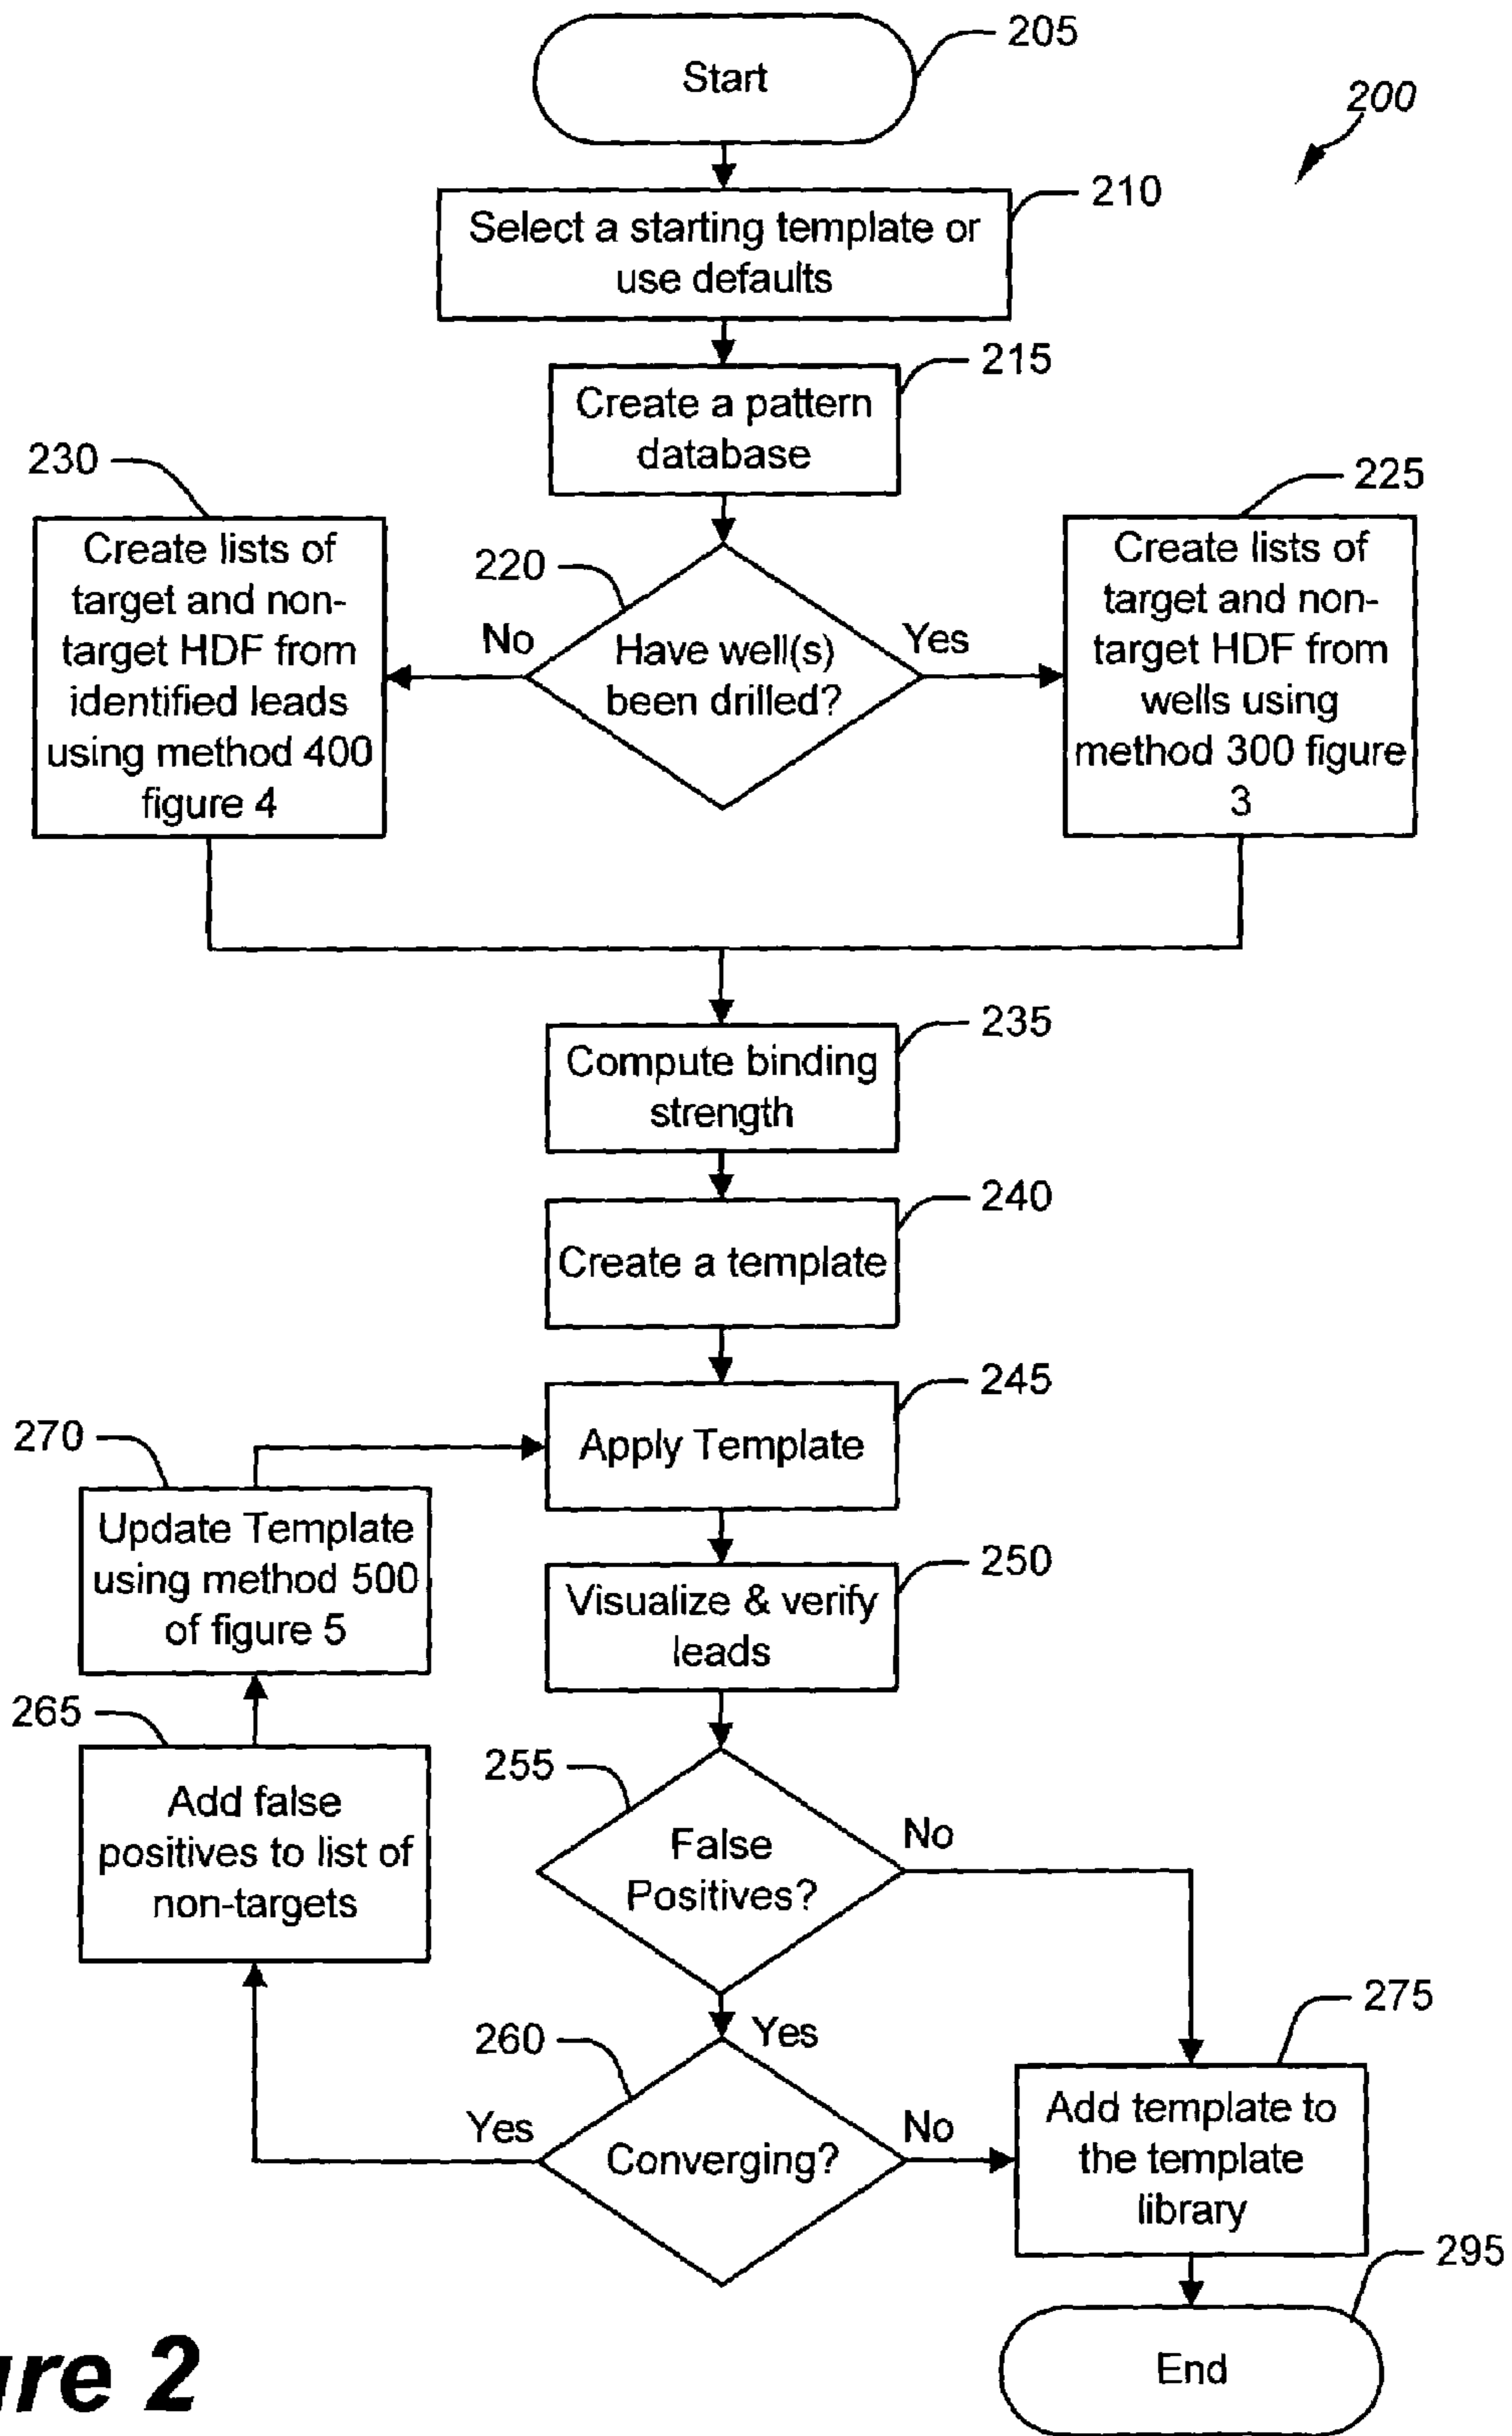 205
Start
200
210
Select a starting template or
use defaults
215
Create a pattern
database
230
225
Create lists of
target and non-
target HDF from
identified leads
using method 400
figure 4
220
No
Have well(s)
been drilled?
Yes
Create lists of
target and non-
target HDF from
wells using
method 300 figure
3
235
Compute binding
strength
240
Create a template
245
Apply Template
270
Update Template
using method 500
of figure 5
250
Visualize & verify
leads
265
Add false
positives to list of
non-targets
255
False
Positives?
No
Yes
260
Yes
Converging?
No
275
Add template to
the template
library
295
End
ure 2